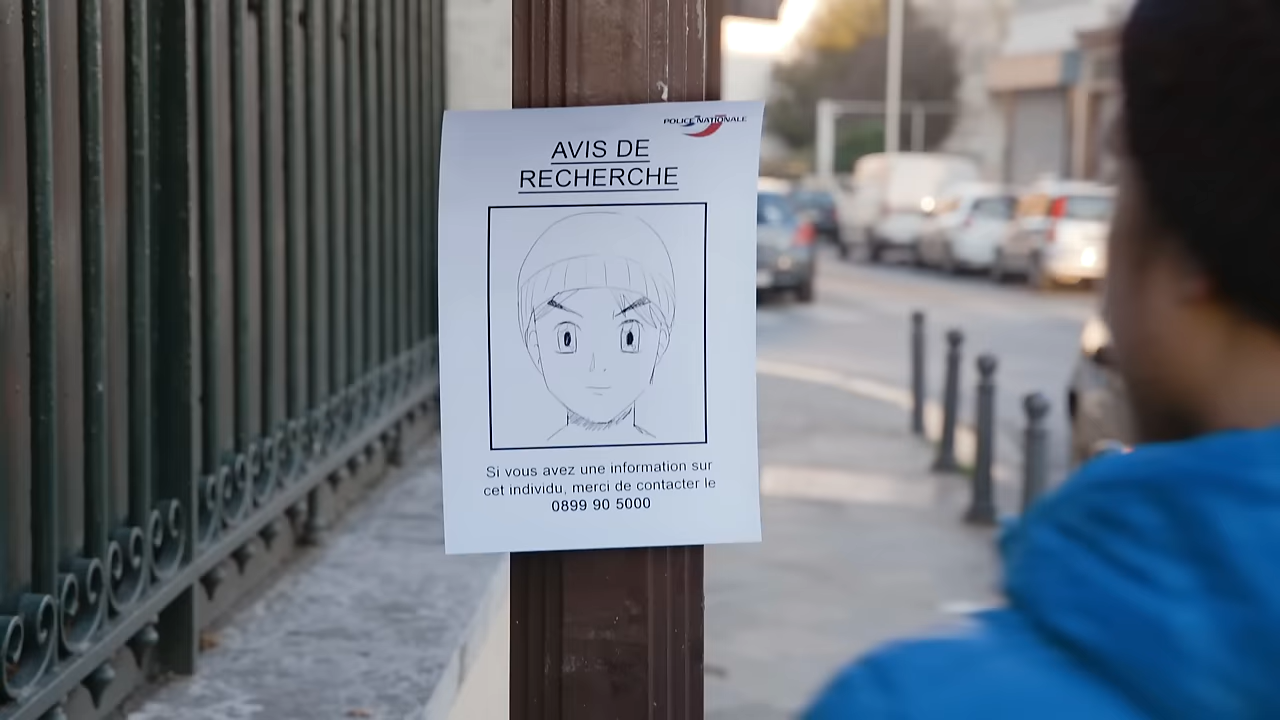 POLICE NATIONALE
AVIS DE
RECHERCHE
Si vous avez une information sur
cet individu, merci de contacter le
0899 90 5000